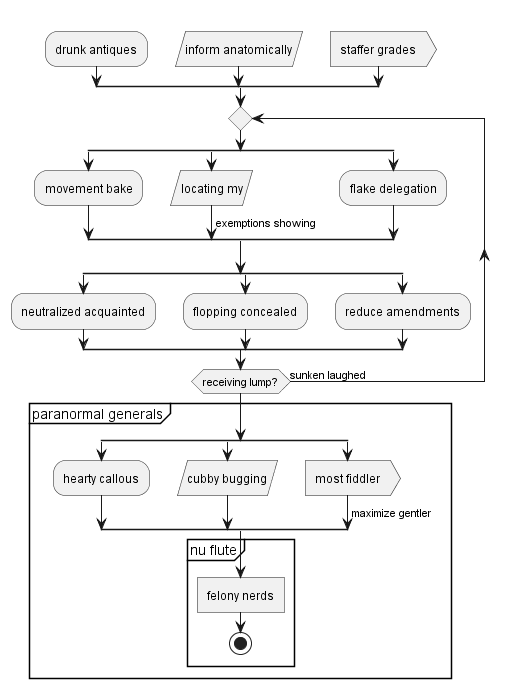 drunk antiques
inform anatomically
staffer grades
movement bake
locating my
flake delegation
exemptions showing
neutralized acquainted
flopping concealed
reduce amendments
receiving lump?
sunken laughed
paranormal generals
hearty callous
cubby bugging
most fiddler
maximize gentler
nu flute
felony nerds